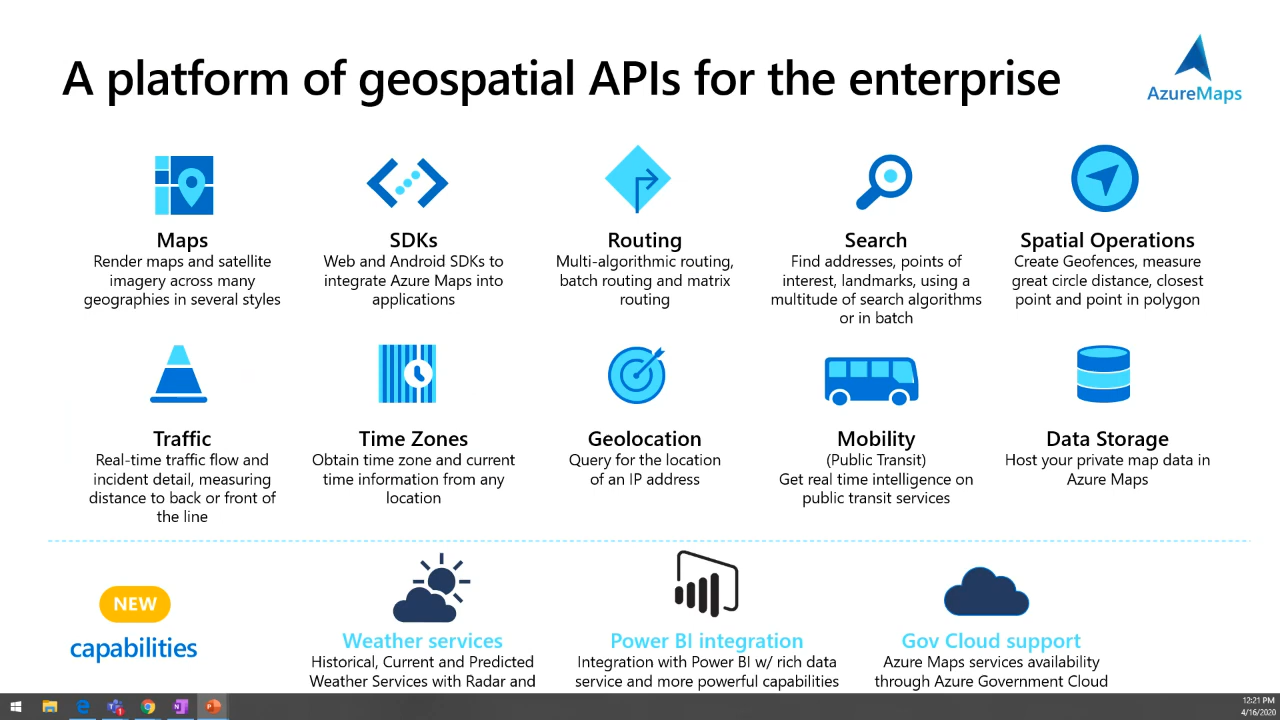 A platform of geospatial APIs for the enterprise
AzureMaps
Maps
Render maps and satellite
imagery across many
geographies in several styles
SDKs
Web and Android SDKs to
integrate Azure Maps into
applications
Routing
Multi-algorithmic routing,
batch routing and matrix
routing
Search
Find addresses, points of
interest, landmarks, using a
multitude of search algorithms
or in batch
Spatial Operations
Create Geofences, measure
great circle distance, closest
point and point in polygon
Traffic
Real-time traffic flow and
incident detail, measuring
distance to back or front of
the line
Time Zones
Obtain time zone and current
time information from any
location
Geolocation
Query for the location
of an IP address
Mobility
(Public Transit)
Get real time intelligence on
public transit services
Data Storage
Host your private map data in
Azure Maps
NEW
capabilities
Weather services
Historical, Current and Predicted
Weather Services with Radar and
Power BI integration
Integration with Power BI w/ rich data
service and more powerful capabilities
Gov Cloud support
Azure Maps services availability
through Azure Government Cloud
12:21 PM
4/16/2020